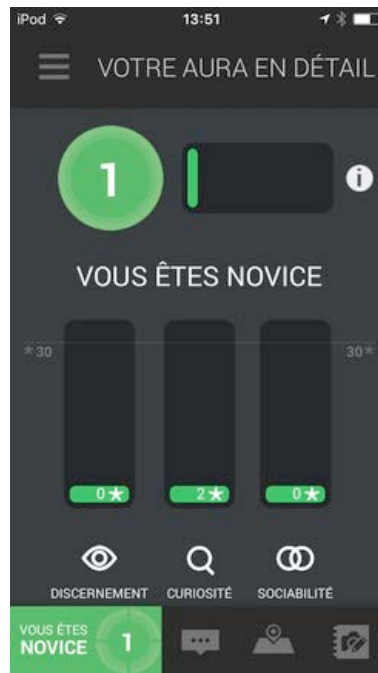 iPod 13:51
VOTRE AURA EN DÉTAIL
1 i
VOUS ÊTES NOVICE
★30 30★
0★ 2★ 0★
DISCERNEMENT CURIOSITÉ SOCIABILITÉ
VOUS ÊTES
NOVICE 1